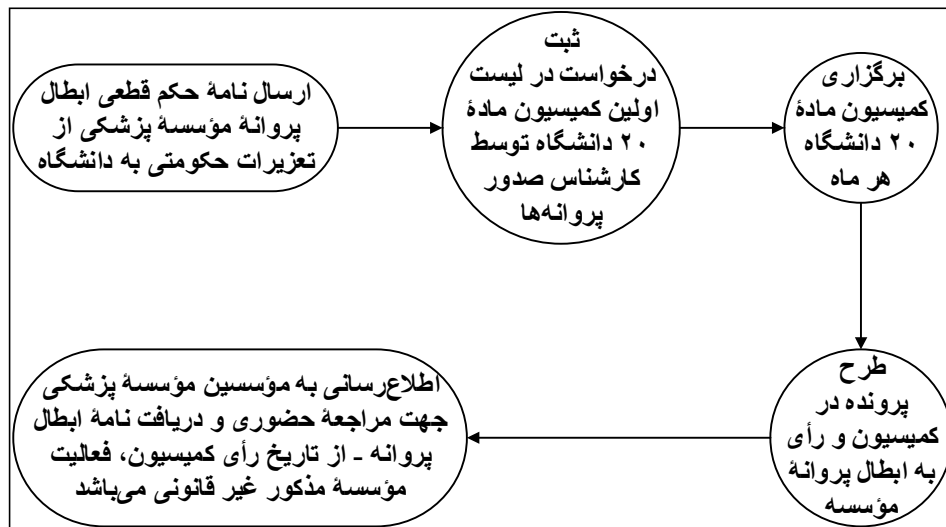 ارسال نامهٔ حکم قطعی ابطال
پروانهٔ مؤسسهٔ پزشکی از
تعزیرات حکومتی به دانشگاه
ثبت
درخواست در لیست
اولین کمیسیون مادهٔ
۲۰ دانشگاه توسط
کارشناس صدور
پروانه‌ها
برگزاری
کمیسیون مادهٔ
۲۰ دانشگاه
هر ماه
طرح
پرونده در
کمیسیون و رأی
به ابطال پروانهٔ
مؤسسه
اطلاع‌رسانی به مؤسسین مؤسسهٔ پزشکی
جهت مراجعهٔ حضوری و دریافت نامهٔ ابطال
پروانه - از تاریخ رأی کمیسیون، فعالیت
مؤسسهٔ مذکور غیر قانونی می‌باشد